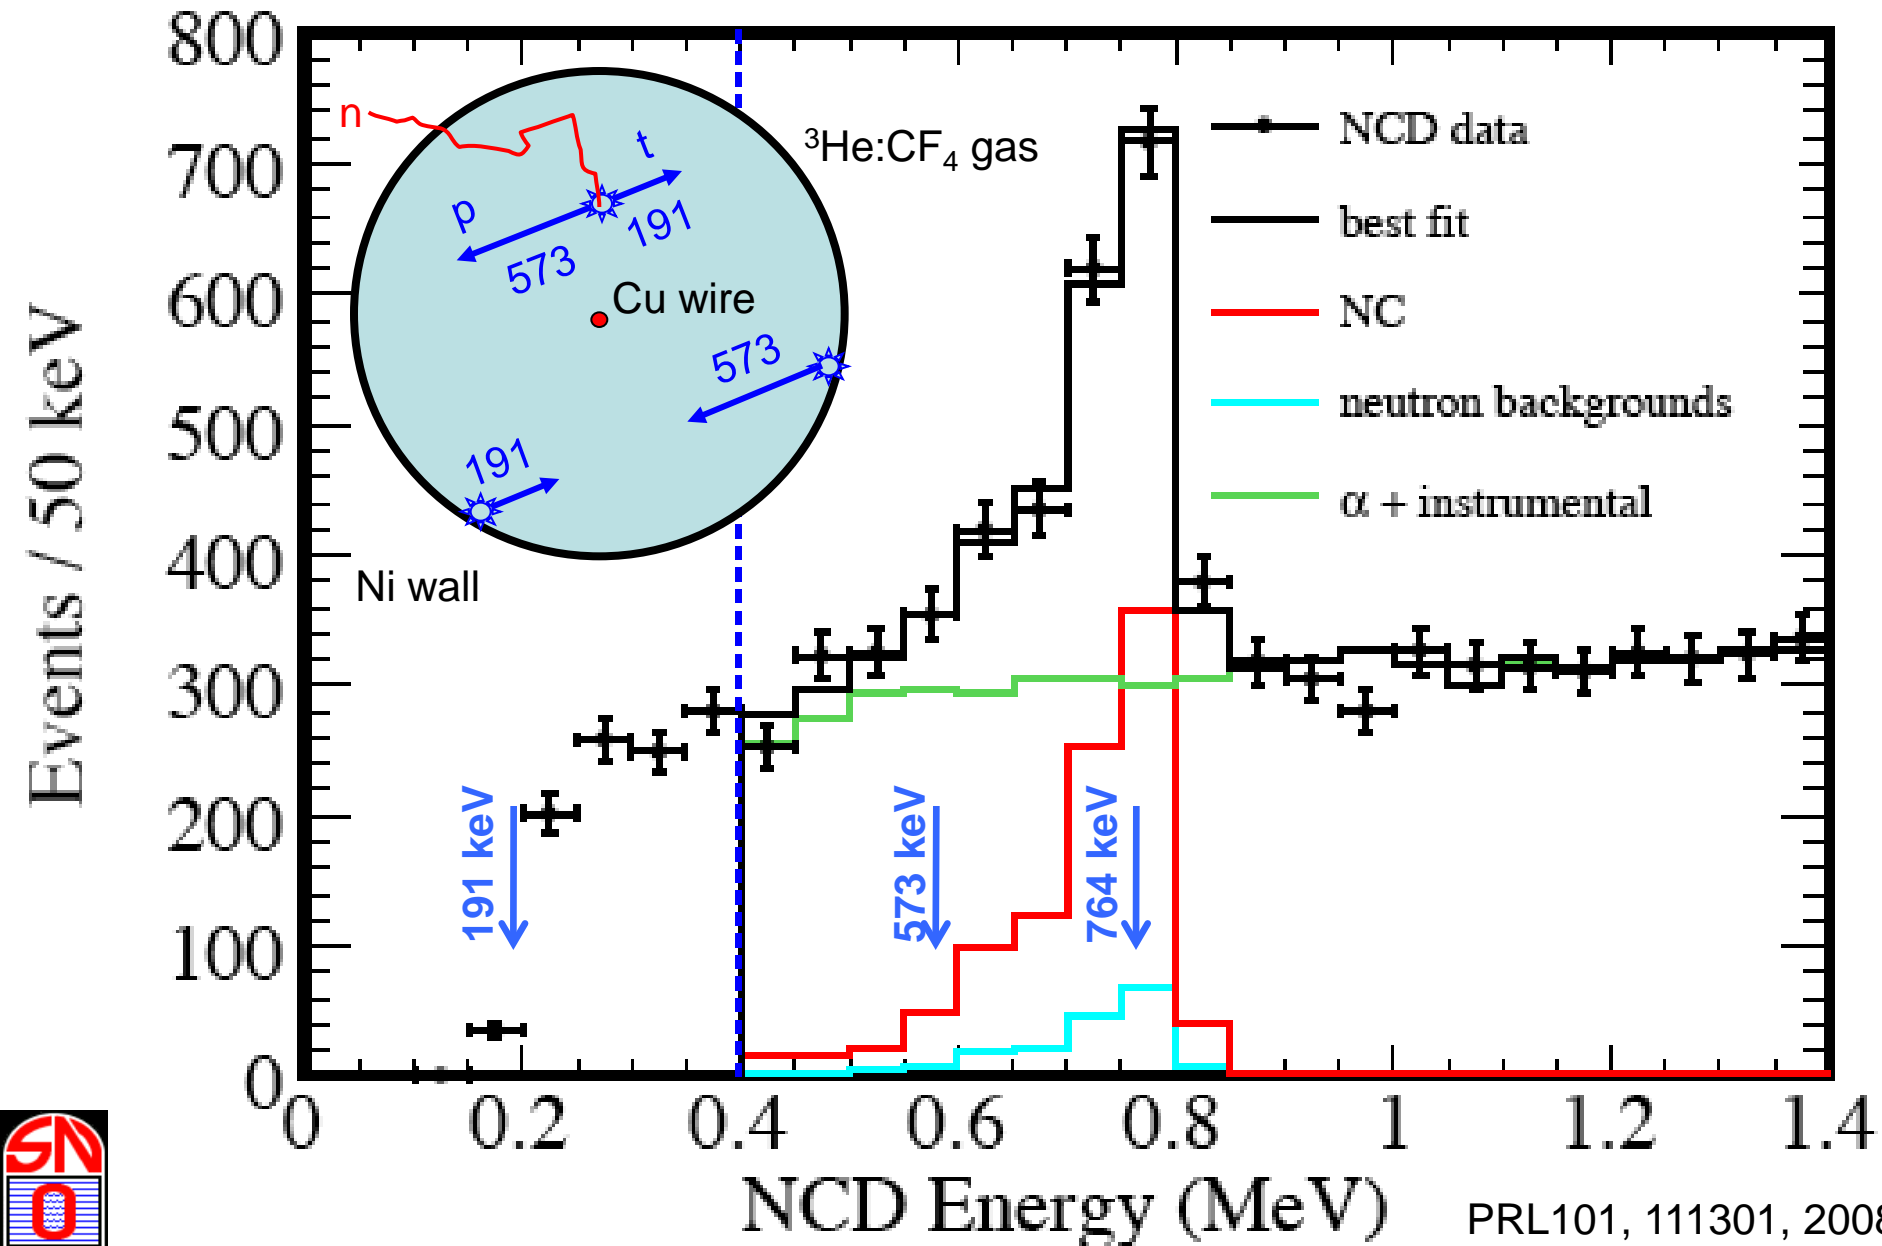 800
700
600
500
400
300
200
100
0
Events / 50 keV
n
t
p
573
191
Cu wire
573
191
Ni wall
³He:CF₄ gas
NCD data
best fit
NC
neutron backgrounds
α + instrumental
191 keV
573 keV
764 keV
0 0.2 0.4 0.6 0.8 1 1.2 1.4
NCD Energy (MeV)
PRL101, 111301, 2008
SN
O